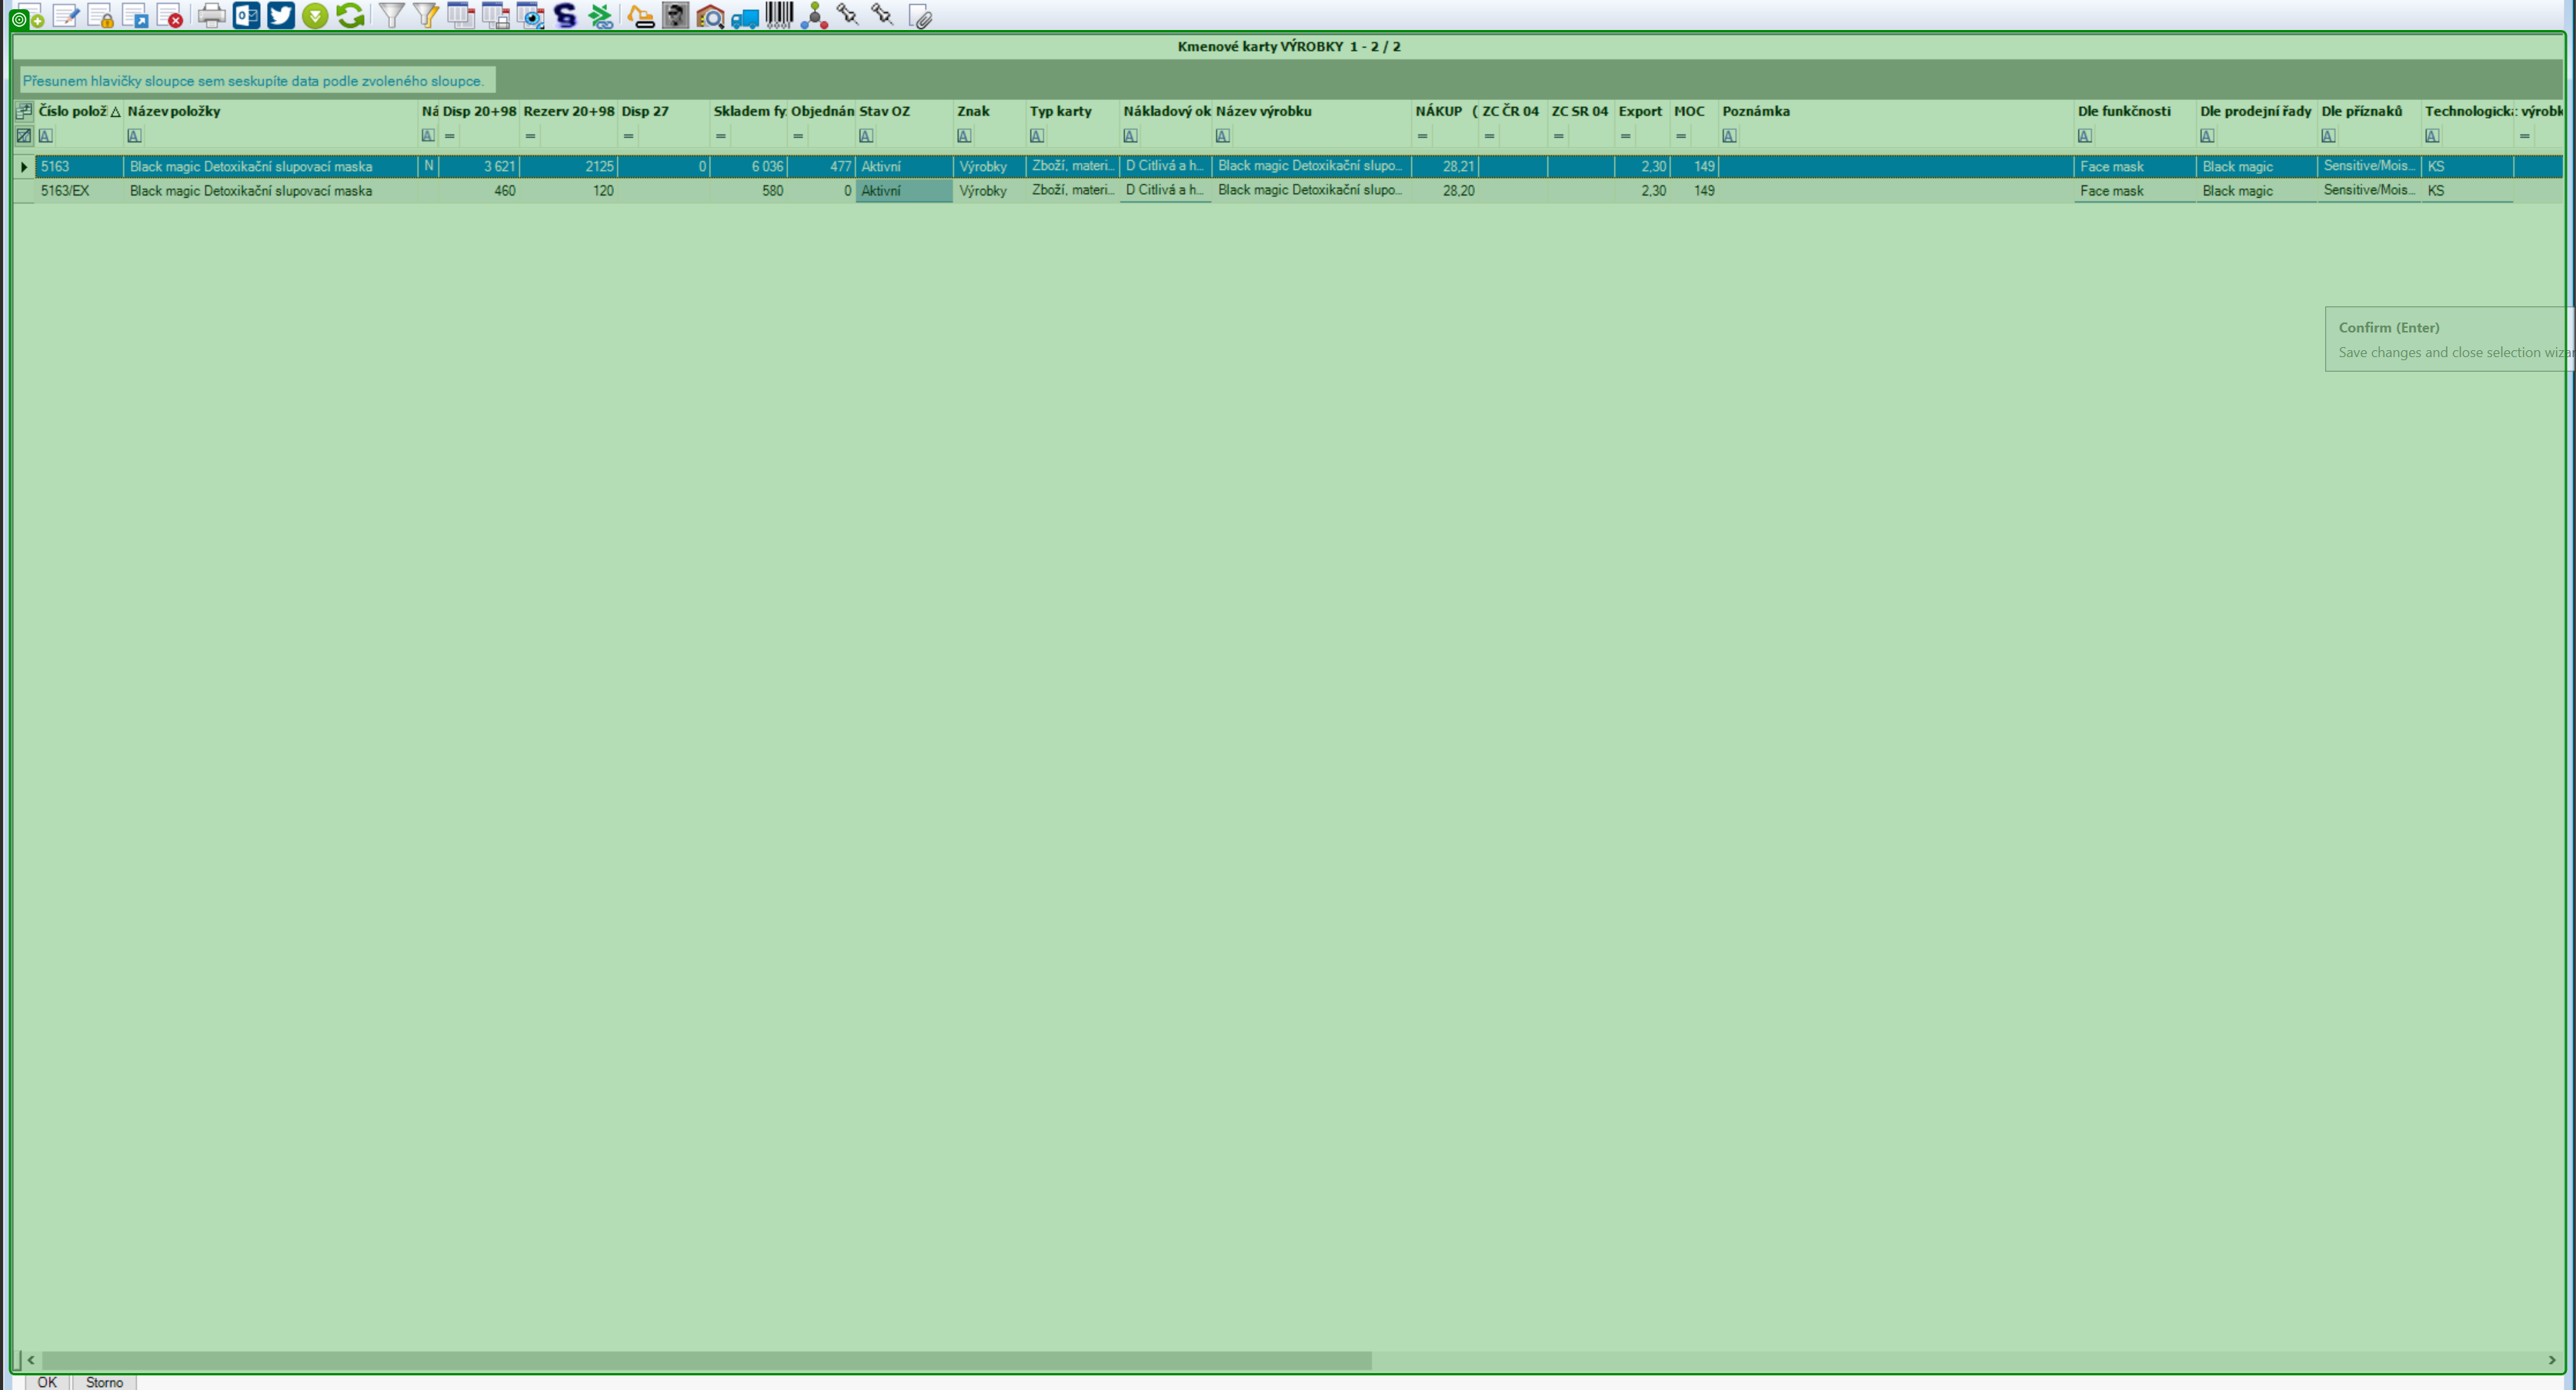 Kmenové karty VÝROBKY 1 - 2 / 2
Přesunem hlavičky sloupce sem seskupíte data podle zvoleného sloupce.
Číslo polož Název položky Ná Disp 20+98 Rezerv 20+98 Disp 27 Skladem fy Objednán Stav OZ Znak Typ karty Nákladový ok Název výrobku NÁKUP ( ZC ČR 04 ZC SR 04 Export MOC Poznámka Dle funkčnosti Dle prodejní řady Dle příznaků Technologická výrobk
5163 Black magic Detoxikační slupovací maska N 3 621 2125 0 6 036 477 Aktivní Výrobky Zboží, materi... D Citlivá a h... Black magic Detoxikační slupo... 28,21 2,30 149 Face mask Black magic Sensitive/Mois... KS
5163/EX Black magic Detoxikační slupovací maska 460 120 580 0 Aktivní Výrobky Zboží, materi... D Citlivá a h... Black magic Detoxikační slupo... 28,20 2,30 149 Face mask Black magic Sensitive/Mois... KS
Confirm (Enter)
Save changes and close selection wizar
OK Storno